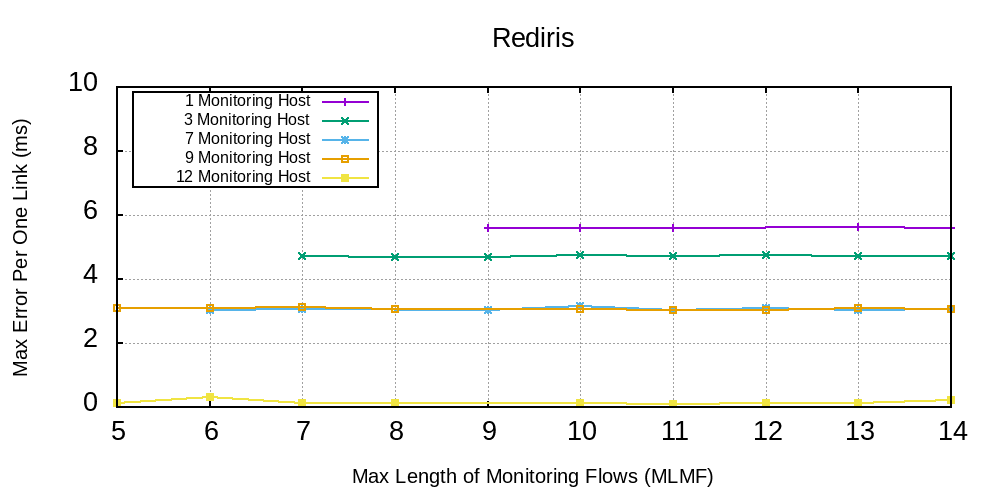 Rediris
Max Error Per One Link (ms)
10
8
6
4
2
0
1 Monitoring Host
3 Monitoring Host
7 Monitoring Host
9 Monitoring Host
12 Monitoring Host
5 6 7 8 9 10 11 12 13 14
Max Length of Monitoring Flows (MLMF)